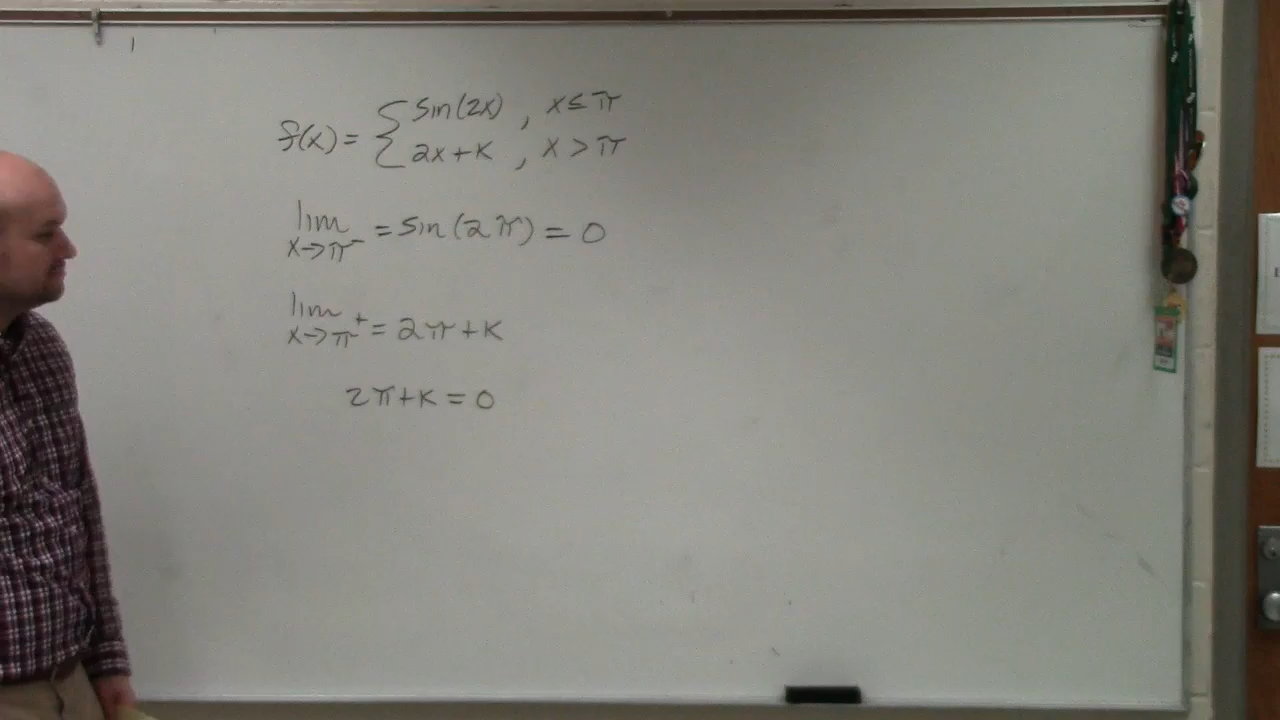 f(x) = { sin(2x) , x ≤ π
2x + k , x > π
lim x→π⁻ = sin(2π) = 0
lim x→π⁺ = 2π + k
2π + k = 0